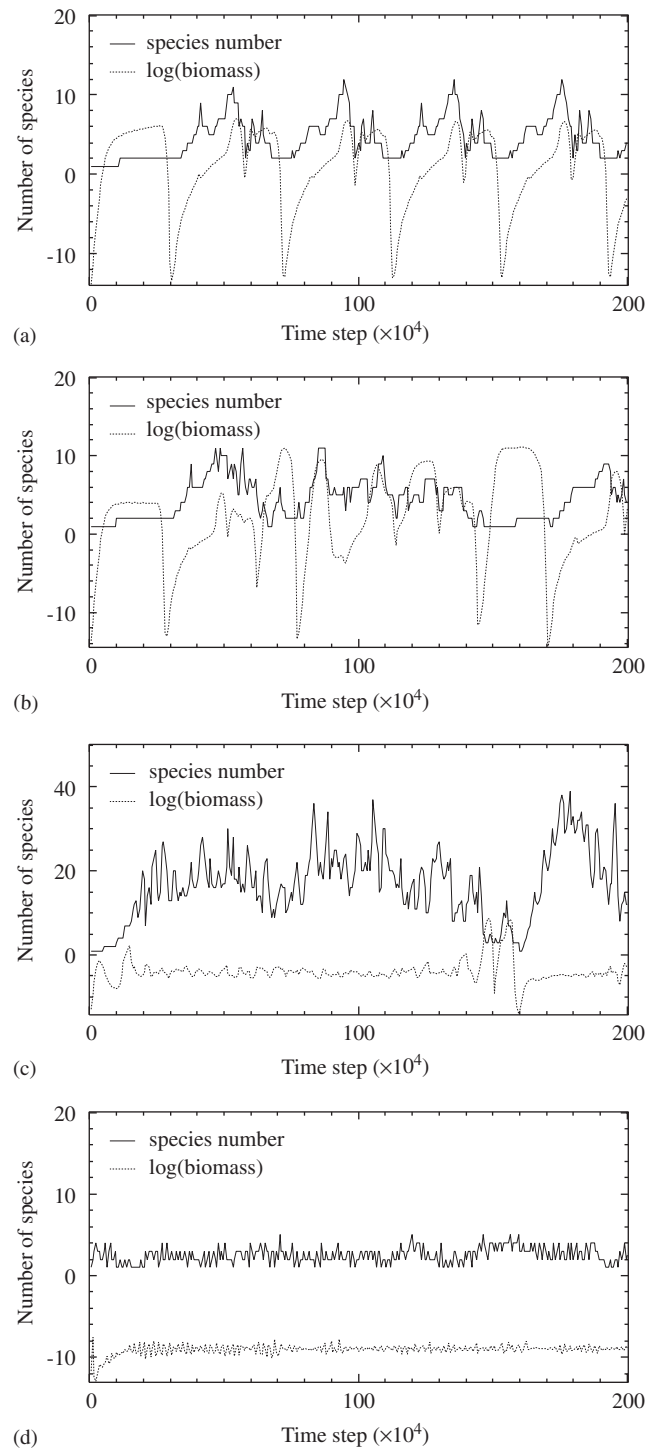 20
species number
log(biomass)
10
0
-10
Number of species
0
100
200
Time step (×10⁴)
(a)
20
species number
log(biomass)
10
0
-10
Number of species
0
100
200
Time step (×10⁴)
(b)
species number
log(biomass)
40
20
0
Number of species
0
100
200
Time step (×10⁴)
(c)
20
species number
log(biomass)
10
0
-10
Number of species
0
100
200
Time step (×10⁴)
(d)